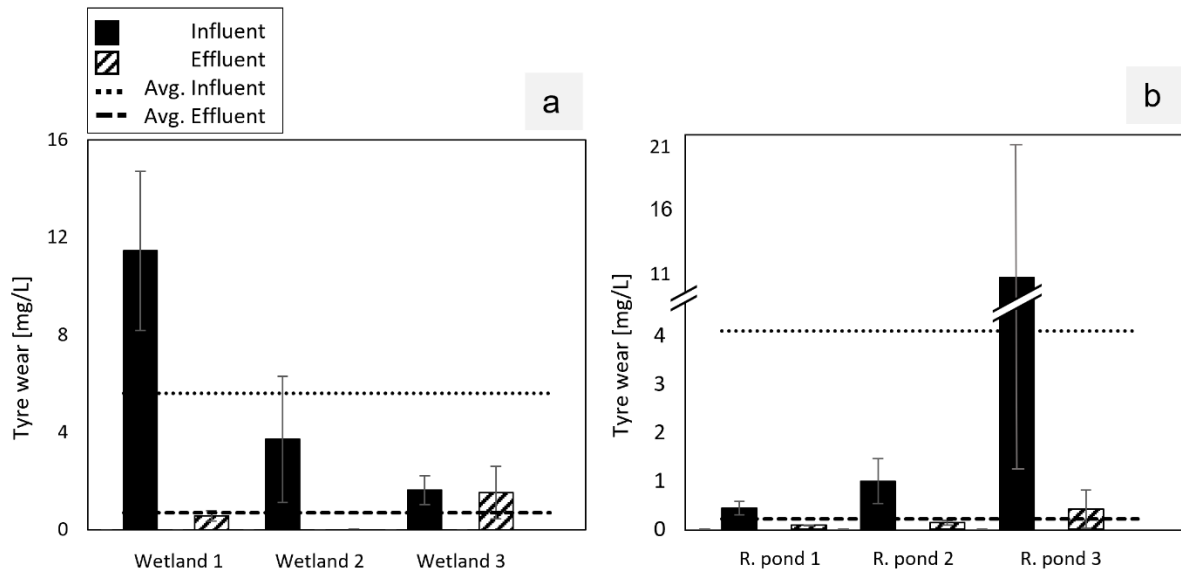 Influent
Effluent
Avg. Influent
Avg. Effluent
a
b
Tyre wear [mg/L]
16
12
8
4
0
Wetland 1
Wetland 2
Wetland 3
Tyre wear [mg/L]
21
16
11
4
3
2
1
0
R. pond 1
R. pond 2
R. pond 3